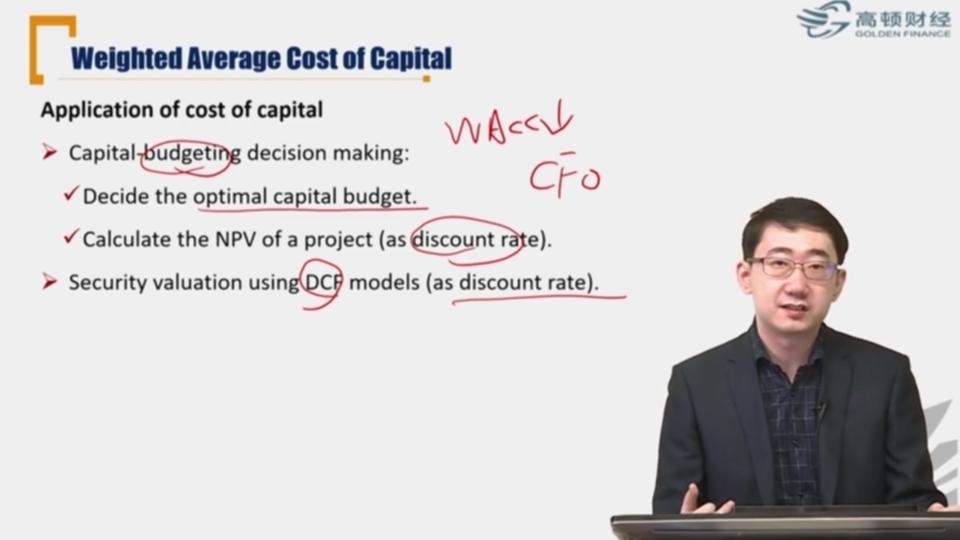 高顿财经
GOLDEN FINANCE
Weighted Average Cost of Capital
Application of cost of capital
Capital-budgeting decision making:
Decide the optimal capital budget.
Calculate the NPV of a project (as discount rate).
Security valuation using DCF models (as discount rate).
WACC↓
CFO